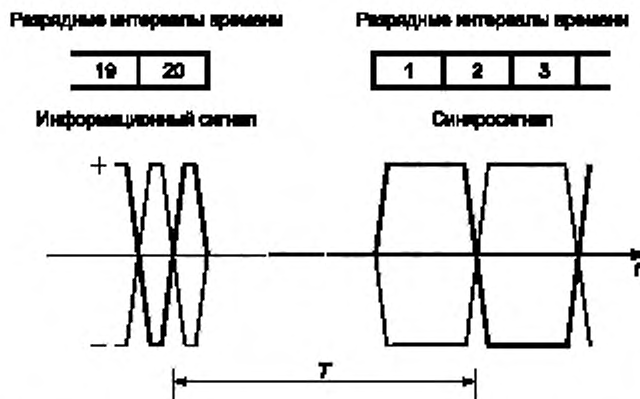 Разрядные интервалы времени Разрядные интервалы времени
19 20 1 2 3
Информационный сигнал Синхросигнал
+
t
–
T